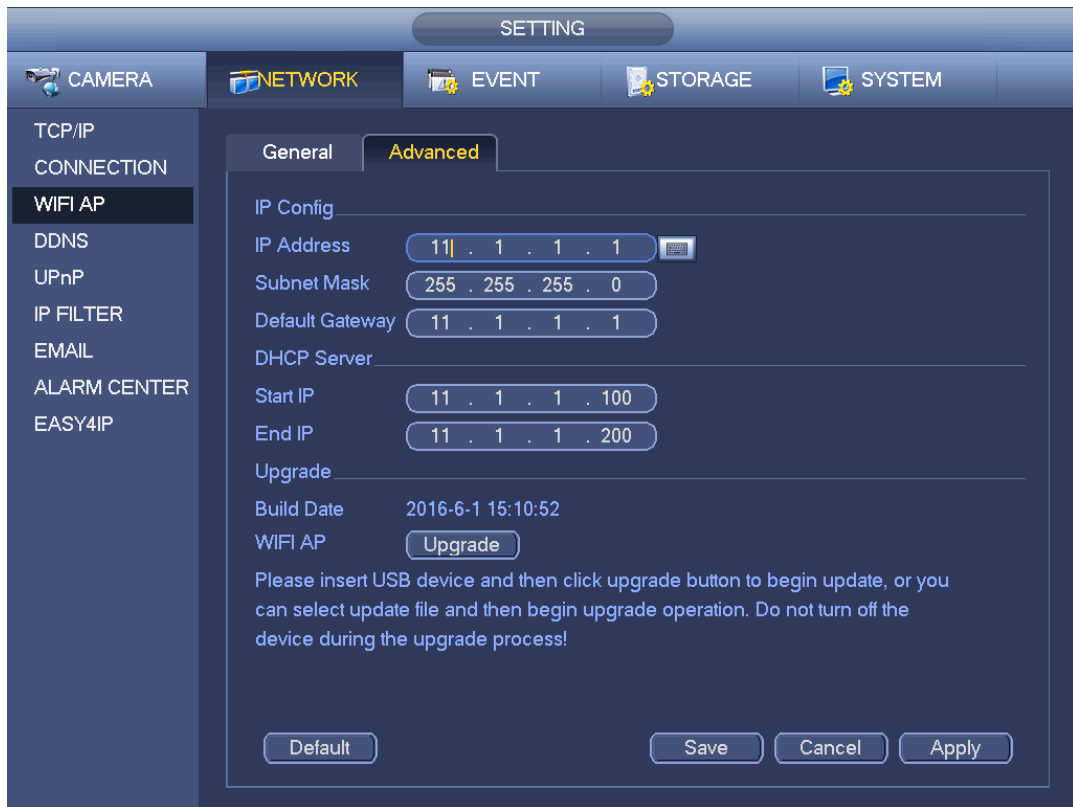 SETTING
CAMERA NETWORK EVENT STORAGE SYSTEM
TCP/IP
CONNECTION
WIFI AP
DDNS
UPnP
IP FILTER
EMAIL
ALARM CENTER
EASY4IP
General Advanced
IP Config
IP Address 11 . 1 . 1 . 1
Subnet Mask 255 . 255 . 255 . 0
Default Gateway 11 . 1 . 1 . 1
DHCP Server
Start IP 11 . 1 . 1 . 100
End IP 11 . 1 . 1 . 200
Upgrade
Build Date 2016-6-1 15:10:52
WIFI AP Upgrade
Please insert USB device and then click upgrade button to begin update, or you
can select update file and then begin upgrade operation. Do not turn off the
device during the upgrade process!
Default Save Cancel Apply